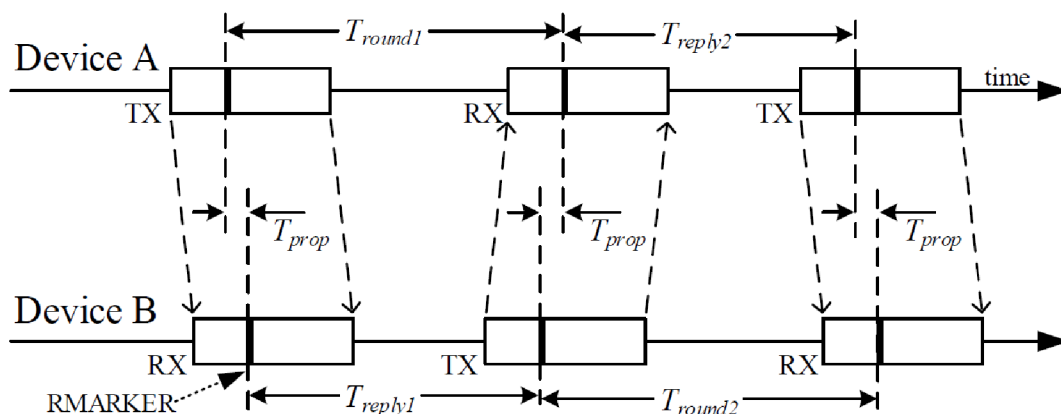 Tround1
Treply2
Device A
time
TX
RX
TX
Tprop
Tprop
Tprop
Device B
RX
TX
RX
RMARKER
Treply1
Tround2